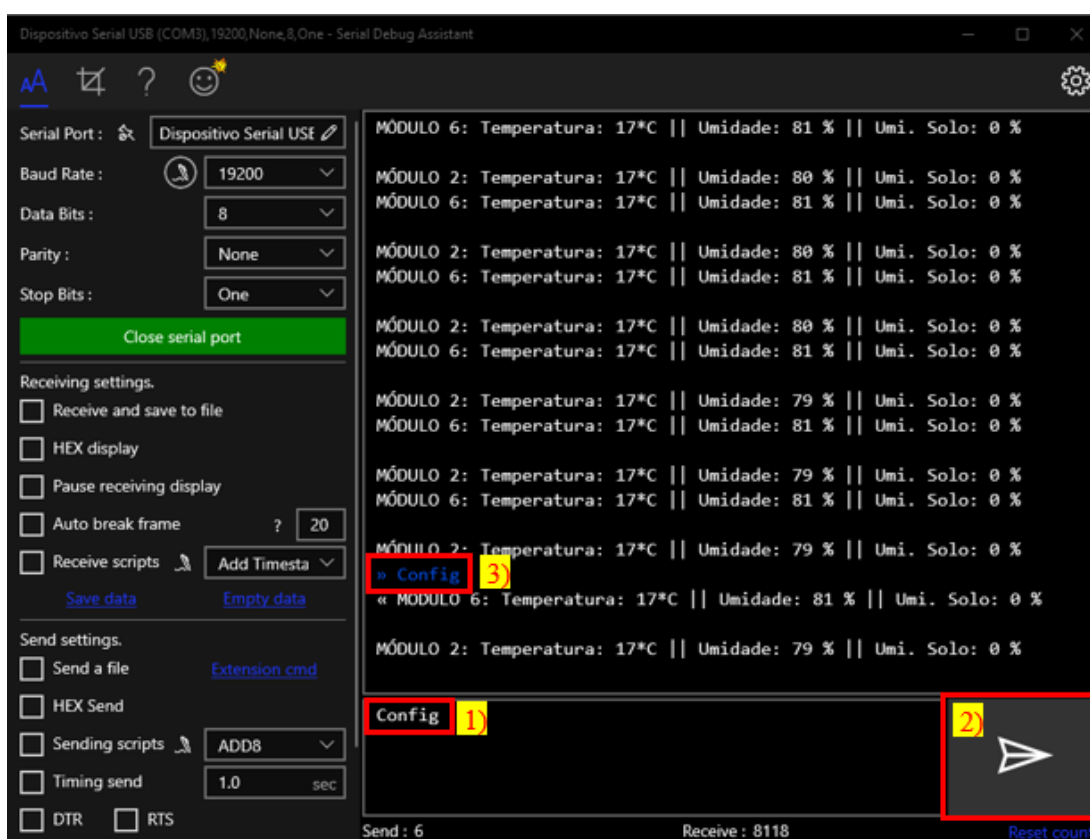 Dispositivo Serial USB (COM3),19200,None,8,One - Serial Debug Assistant
AA
?
Serial Port :
Dispositivo Serial USE
Baud Rate :
19200
Data Bits :
8
Parity :
None
Stop Bits :
One
Close serial port
Receiving settings.
Receive and save to file
HEX display
Pause receiving display
Auto break frame ? 20
Receive scripts Add Timesta
Save data Empty data
Send settings.
Send a file Extension cmd
HEX Send
Sending scripts ADD8
Timing send 1.0 sec
DTR RTS
MÓDULO 6: Temperatura: 17*C || Umidade: 81 % || Umi. Solo: 0 %
MÓDULO 2: Temperatura: 17*C || Umidade: 80 % || Umi. Solo: 0 %
MÓDULO 6: Temperatura: 17*C || Umidade: 81 % || Umi. Solo: 0 %
MÓDULO 2: Temperatura: 17*C || Umidade: 80 % || Umi. Solo: 0 %
MÓDULO 6: Temperatura: 17*C || Umidade: 81 % || Umi. Solo: 0 %
MÓDULO 2: Temperatura: 17*C || Umidade: 80 % || Umi. Solo: 0 %
MÓDULO 6: Temperatura: 17*C || Umidade: 81 % || Umi. Solo: 0 %
MÓDULO 2: Temperatura: 17*C || Umidade: 79 % || Umi. Solo: 0 %
MÓDULO 6: Temperatura: 17*C || Umidade: 81 % || Umi. Solo: 0 %
MÓDULO 2: Temperatura: 17*C || Umidade: 79 % || Umi. Solo: 0 %
MÓDULO 6: Temperatura: 17*C || Umidade: 81 % || Umi. Solo: 0 %
MÓDULO 2: Temperatura: 17*C || Umidade: 79 % || Umi. Solo: 0 %
» Config 3)
« MÓDULO 6: Temperatura: 17*C || Umidade: 81 % || Umi. Solo: 0 %
MÓDULO 2: Temperatura: 17*C || Umidade: 79 % || Umi. Solo: 0 %
Config 1)
2)
Send : 6 Receive : 8118 Reset count